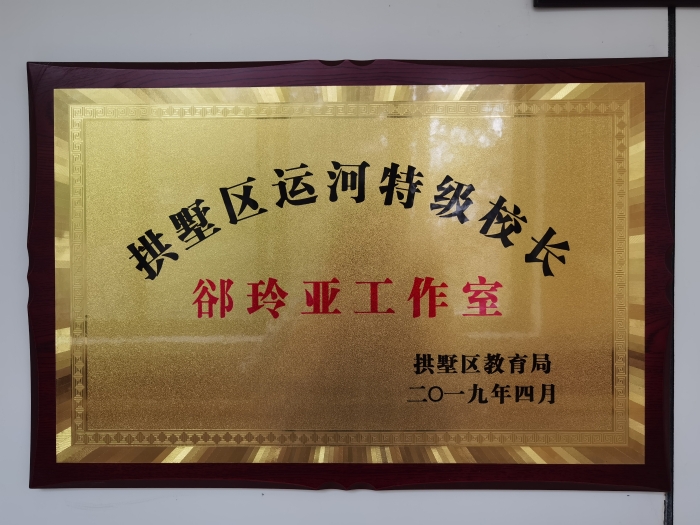 拱墅区运河特级校长
郤玲亚工作室
拱墅区教育局
二〇一九年四月